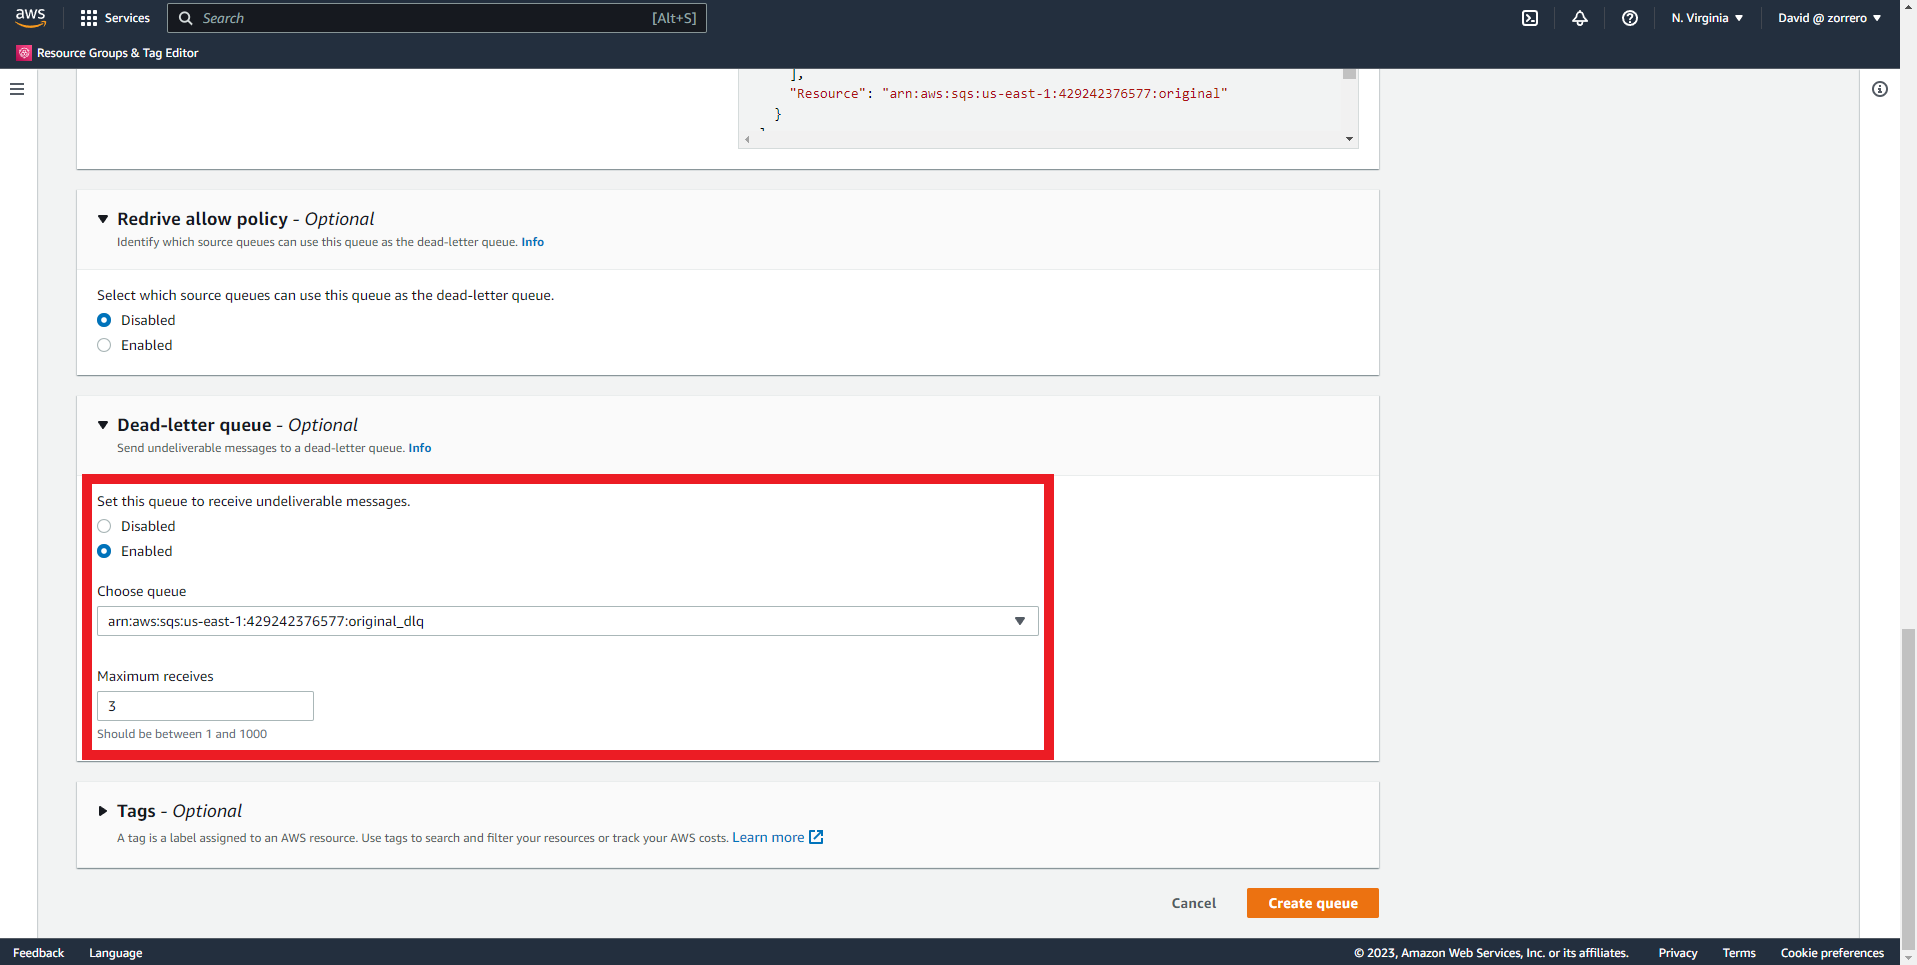 aws
Services
Search
[Alt+S]
N. Virginia
David @ zorrero
Resource Groups & Tag Editor
],
"Resource": "arn:aws:sqs:us-east-1:429242376577:original"
}
Redrive allow policy - Optional
Identify which source queues can use this queue as the dead-letter queue. Info
Select which source queues can use this queue as the dead-letter queue.
Disabled
Enabled
Dead-letter queue - Optional
Send undeliverable messages to a dead-letter queue. Info
Set this queue to receive undeliverable messages.
Disabled
Enabled
Choose queue
arn:aws:sqs:us-east-1:429242376577:original_dlq
Maximum receives
3
Should be between 1 and 1000
Tags - Optional
A tag is a label assigned to an AWS resource. Use tags to search and filter your resources or track your AWS costs. Learn more
Cancel
Create queue
Feedback
Language
© 2023, Amazon Web Services, Inc. or its affiliates.
Privacy
Terms
Cookie preferences